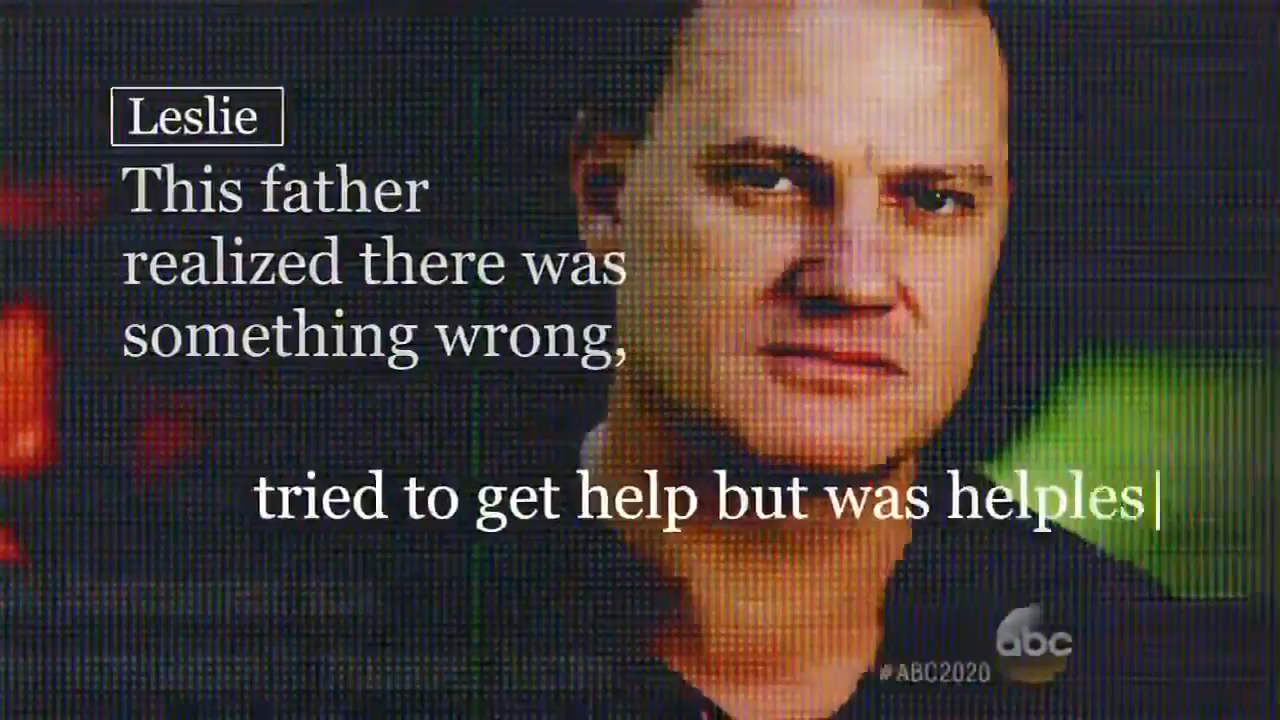 Leslie
This father
realized there was
something wrong,
tried to get help but was helples
abc
#ABC2020